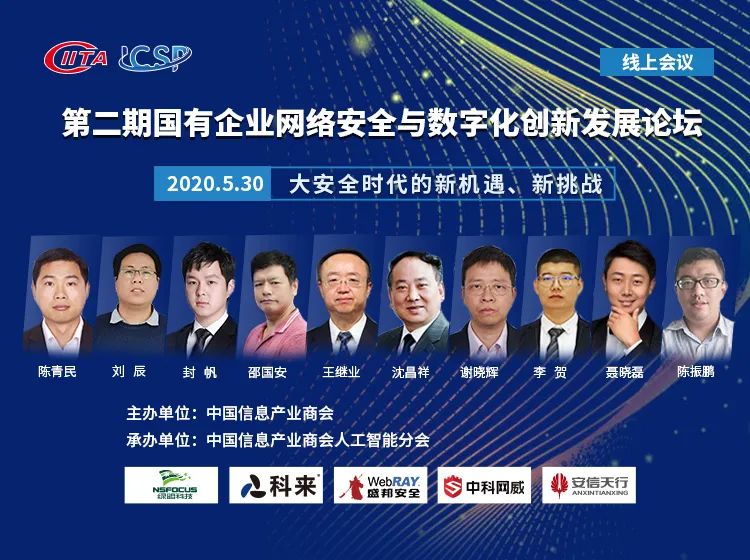 CIITA ICSP
线上会议
第二期国有企业网络安全与数字化创新发展论坛
2020.5.30 大安全时代的新机遇、新挑战
陈青民 刘辰 封帆 邵国安 王继业 沈昌祥 谢晓辉 李贺 聂晓磊 陈振鹏
主办单位：中国信息产业商会
承办单位：中国信息产业商会人工智能分会
NSFOCUS 绿盟科技
科来
WebRAY 盛邦安全
中科网威
安信天行 ANXINTIANXING